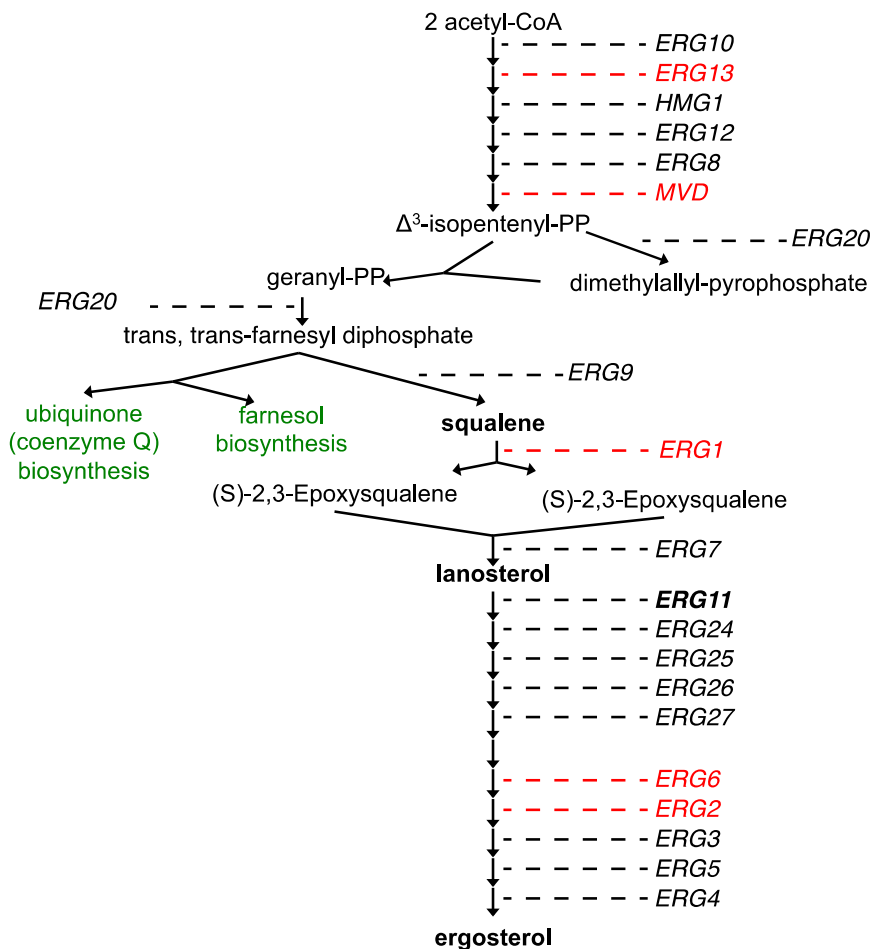 2 acetyl-CoA
ERG10
ERG13
HMG1
ERG12
ERG8
MVD
Δ³-isopentenyl-PP
ERG20
geranyl-PP
dimethylallyl-pyrophosphate
ERG20
trans, trans-farnesyl diphosphate
ERG9
ubiquinone
(coenzyme Q)
biosynthesis
farnesol
biosynthesis
squalene
ERG1
(S)-2,3-Epoxysqualene
(S)-2,3-Epoxysqualene
ERG7
lanosterol
ERG11
ERG24
ERG25
ERG26
ERG27
ERG6
ERG2
ERG3
ERG5
ERG4
ergosterol